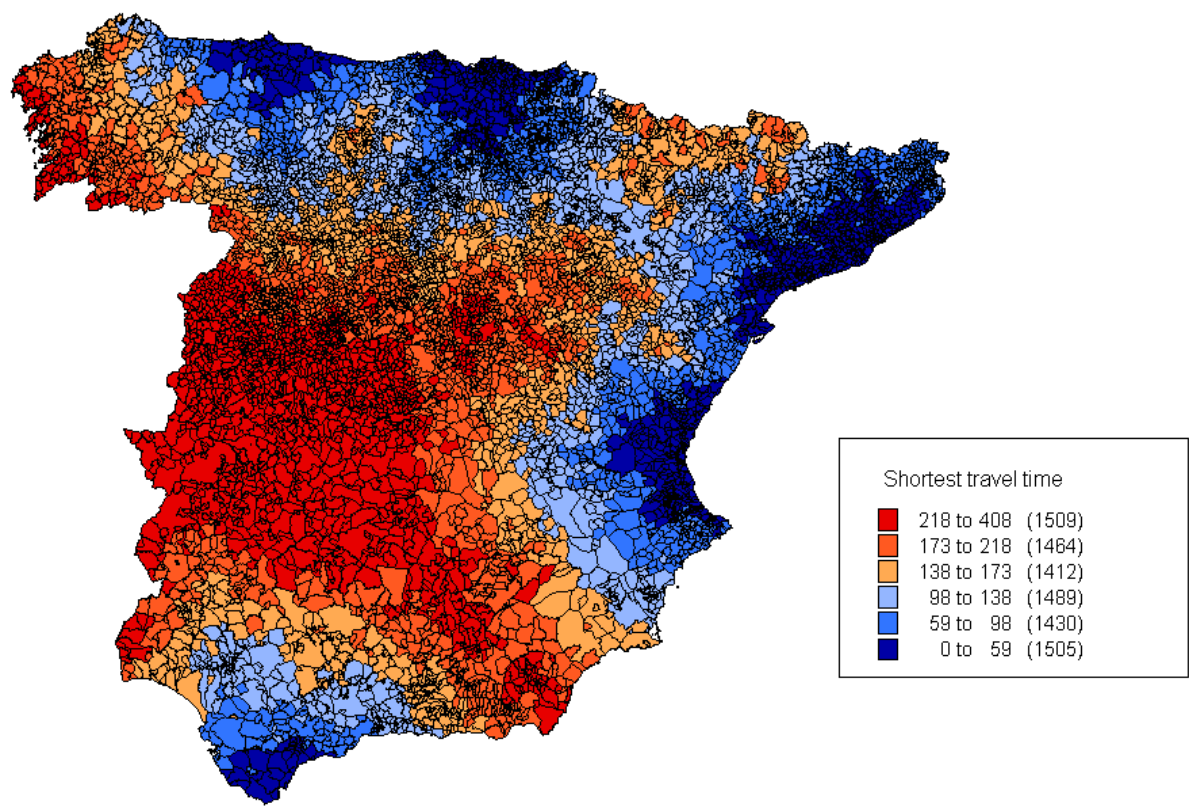 Shortest travel time
218 to 408 (1509)
173 to 218 (1464)
138 to 173 (1412)
98 to 138 (1489)
59 to 98 (1430)
0 to 59 (1505)